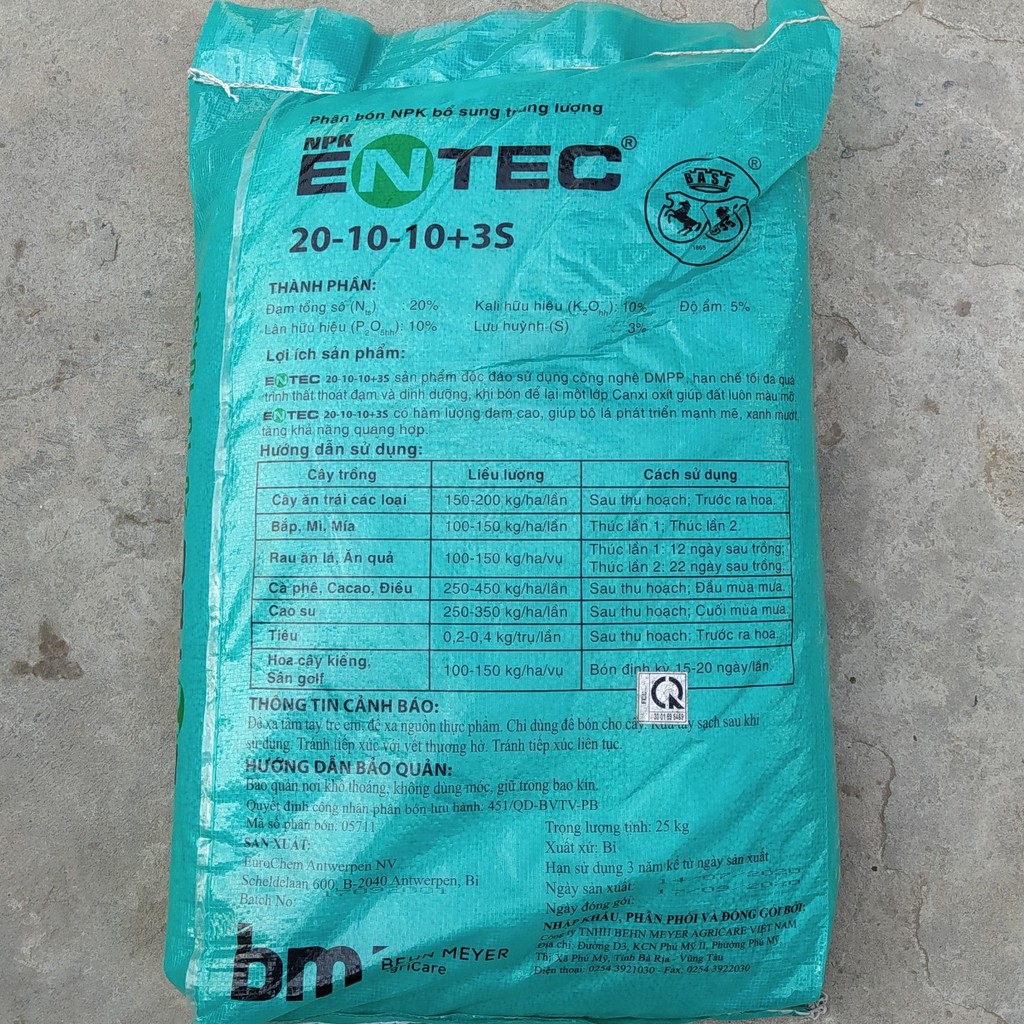 Phân bón NPK bổ sung trung lượng
NPK
ENTEC®
BASF ®
1865
20-10-10+3S
THÀNH PHẦN:
Đạm tổng số (Nts) : 20% Kali hữu hiệu (K2Ohh): 10% Độ ẩm: 5%
Lân hữu hiệu (P2O5hh): 10% Lưu huỳnh (S) : 3%
Lợi ích sản phẩm:
ENTEC 20-10-10+3S sản phẩm độc đáo sử dụng công nghệ DMPP, hạn chế tối đa quá
trình thất thoát đạm và dinh dưỡng, khi bón để lại một lớp Canxi oxit giúp đất luôn màu mỡ.
ENTEC 20-10-10+3S có hàm lượng đạm cao, giúp bộ lá phát triển mạnh mẽ, xanh mướt,
tăng khả năng quang hợp.
Hướng dẫn sử dụng:
Cây trồng Liều lượng Cách sử dụng
Cây ăn trái các loại 150-200 kg/ha/lần Sau thu hoạch; Trước ra hoa.
Bắp, Mì, Mía 100-150 kg/ha/lần Thúc lần 1; Thúc lần 2.
Rau ăn lá, Ăn quả 100-150 kg/ha/vụ Thúc lần 1: 12 ngày sau trồng;
Thúc lần 2: 22 ngày sau trồng.
Cà phê, Cacao, Điều 250-450 kg/ha/lần Sau thu hoạch; Đầu mùa mưa.
Cao su 250-350 kg/ha/lần Sau thu hoạch; Cuối mùa mưa.
Tiêu 0,2-0,4 kg/trụ/lần Sau thu hoạch; Trước ra hoa.
Hoa cây kiểng,
Sân golf 100-150 kg/ha/vụ Bón định kỳ 15-20 ngày/lần.
THÔNG TIN CẢNH BÁO:
Để xa tầm tay trẻ em, để xa nguồn thực phẩm. Chỉ dùng để bón cho cây. Rửa tay sạch sau khi
sử dụng. Tránh tiếp xúc với vết thương hở. Tránh tiếp xúc liên tục.
HƯỚNG DẪN BẢO QUẢN:
Bảo quản nơi khô thoáng, không dùng móc, giữ trong bao kín.
Quyết định công nhận phân bón lưu hành: 451/QD-BVTV-PB
Mã số phân bón: 05711
SẢN XUẤT:
EuroChem Antwerpen NV
Scheldelaan 600, B-2040 Antwerpen, Bỉ
Batch No:
Trọng lượng tịnh: 25 kg
Xuất xứ: Bỉ
Hạn sử dụng 3 năm kể từ ngày sản xuất
Ngày sản xuất:
Ngày đóng gói:
NHẬP KHẨU, PHÂN PHỐI VÀ ĐÓNG GÓI BỞI:
Công ty TNHH BEHN MEYER AGRICARE VIỆT NAM
Địa chỉ: Đường D3, KCN Phú Mỹ II, Phường Phú Mỹ,
Thị Xã Phú Mỹ, Tỉnh Bà Rịa - Vũng Tàu
Điện thoại: 0254 3921030 - Fax: 0254 3922030
bm
BEHN MEYER
AgriCare